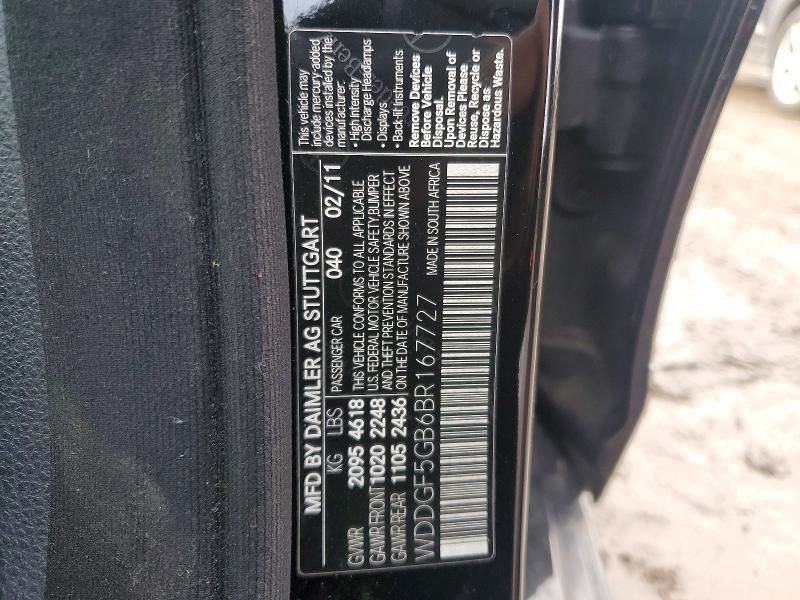 MFD BY DAIMLER AG STUTTGART
KG LBS PASSENGER CAR 040 02/11
GVWR 2095 4618
GAWR FRONT 1020 2248
GAWR REAR 1105 2436
THIS VEHICLE CONFORMS TO ALL APPLICABLE
U.S. FEDERAL MOTOR VEHICLE SAFETY, BUMPER
AND THEFT PREVENTION STANDARDS IN EFFECT
ON THE DATE OF MANUFACTURE SHOWN ABOVE
WDDGF5GB6BR167727 MADE IN SOUTH AFRICA
This vehicle may
include mercury-added
devices installed by the
manufacturer:
• High Intensity
Discharge Headlamps
• Displays
• Back-lit Instruments
Remove Devices
Before Vehicle
Disposal.
Upon Removal of
Devices Please
Reuse, Recycle or
Dispose as
Hazardous Waste.